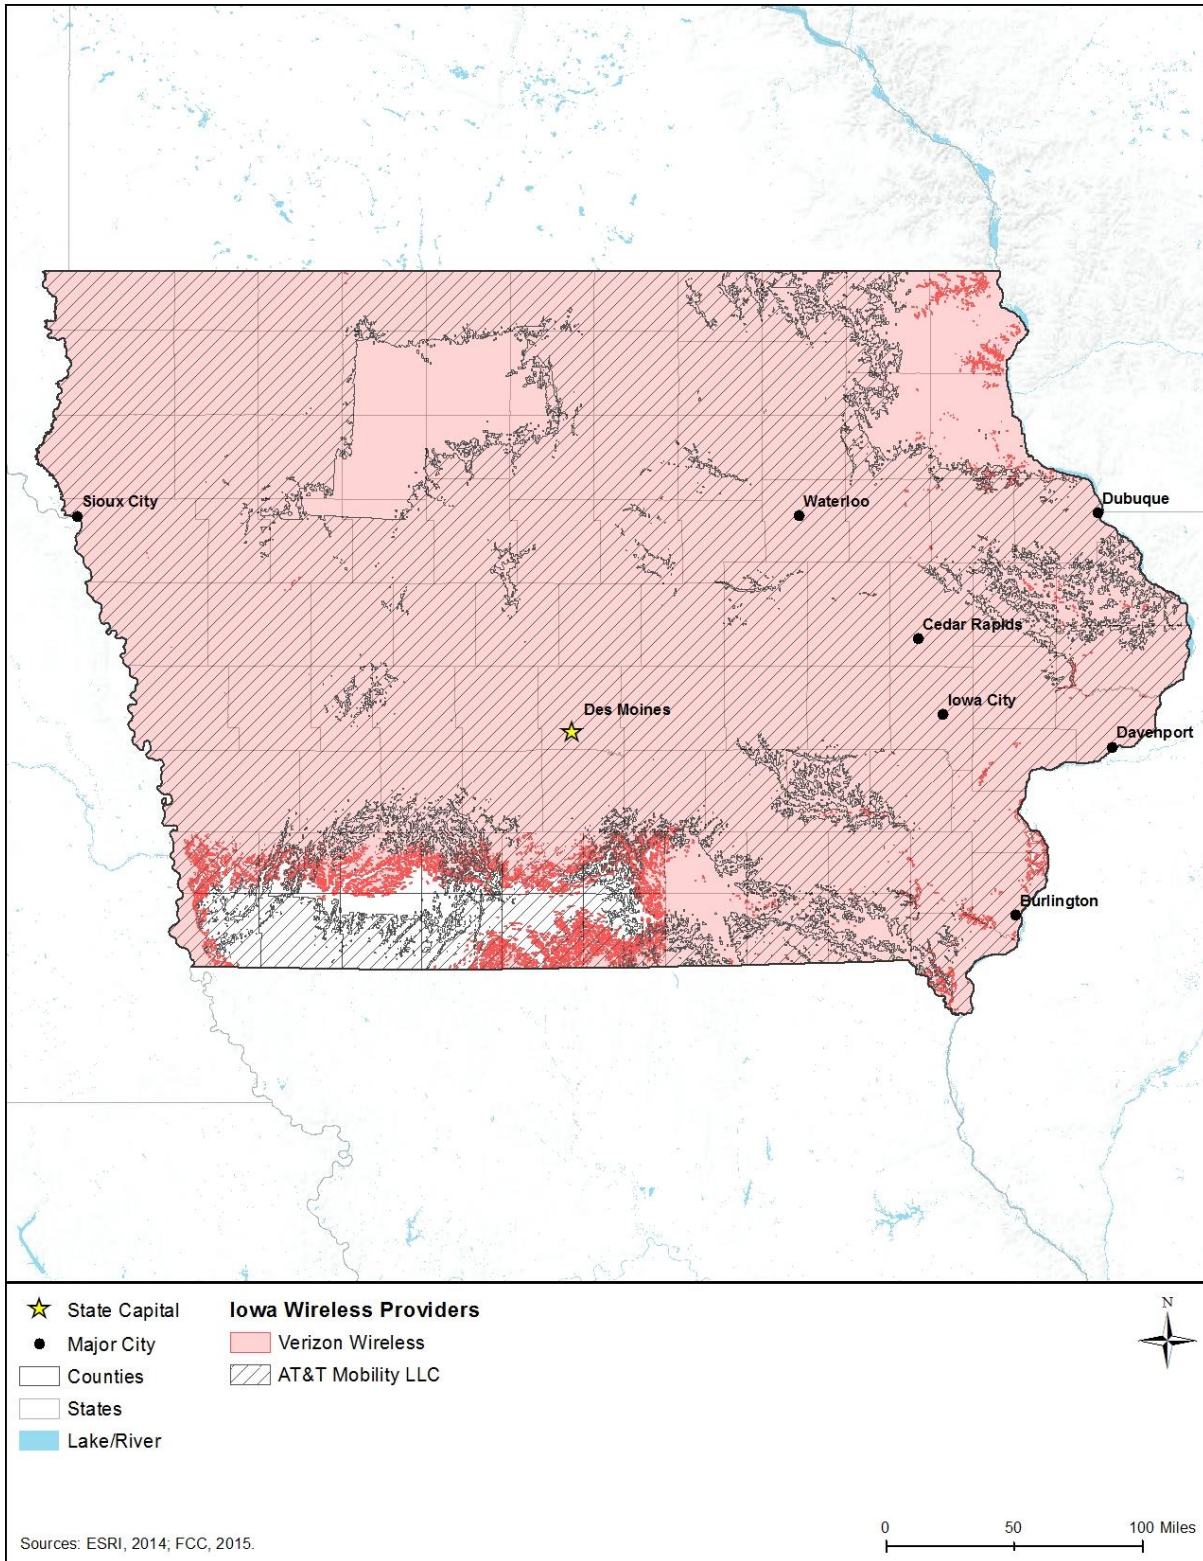 Sioux City
Waterloo
Dubuque
Cedar Rapids
Iowa City
Des Moines
Davenport
Burlington
State Capital
Major City
Counties
States
Lake/River
Iowa Wireless Providers
Verizon Wireless
AT&T Mobility LLC
N
Sources: ESRI, 2014; FCC, 2015.
0 50 100 Miles